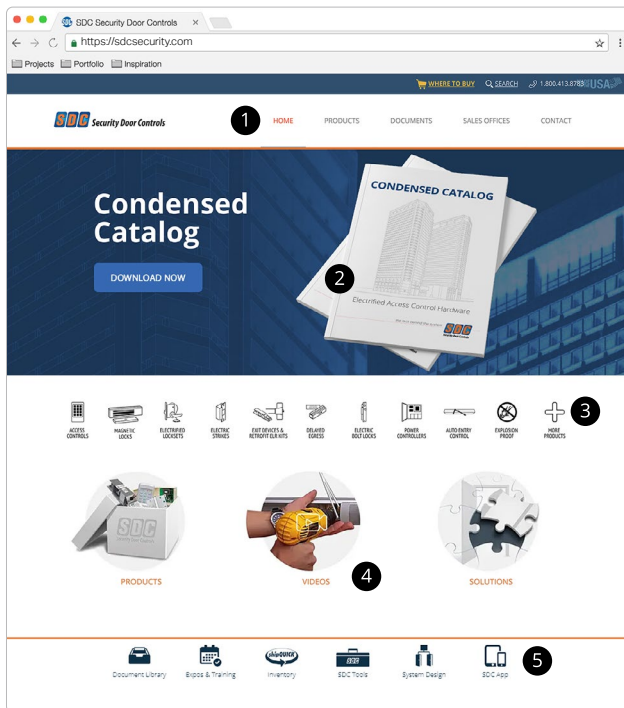 SDC Security Door Controls
https://sdcsecurity.com
Projects Portfolio Inspiration
WHERE TO BUY SEARCH 1.800.413.8783 USA
SDC Security Door Controls
1 HOME PRODUCTS DOCUMENTS SALES OFFICES CONTACT
Condensed
Catalog
DOWNLOAD NOW
CONDENSED CATALOG
2
Electrified Access Control Hardware
SDC
3
ACCESS CONTROLS
MAGNETIC LOCKS
ELECTRIFIED LOCKSETS
ELECTRIC STRIKES
EXIT DEVICES & RETROFIT ELR KITS
DELAYED EGRESS
ELECTRIC BOLT LOCKS
POWER CONTROLLERS
AUTO ENTRY CONTROL
EXPLOSION PROOF
MORE PRODUCTS
SDC
PRODUCTS VIDEOS 4 SOLUTIONS
shipQUICK SDC 5
Document Library Expos & Training Inventory SDC Tools System Design SDC App